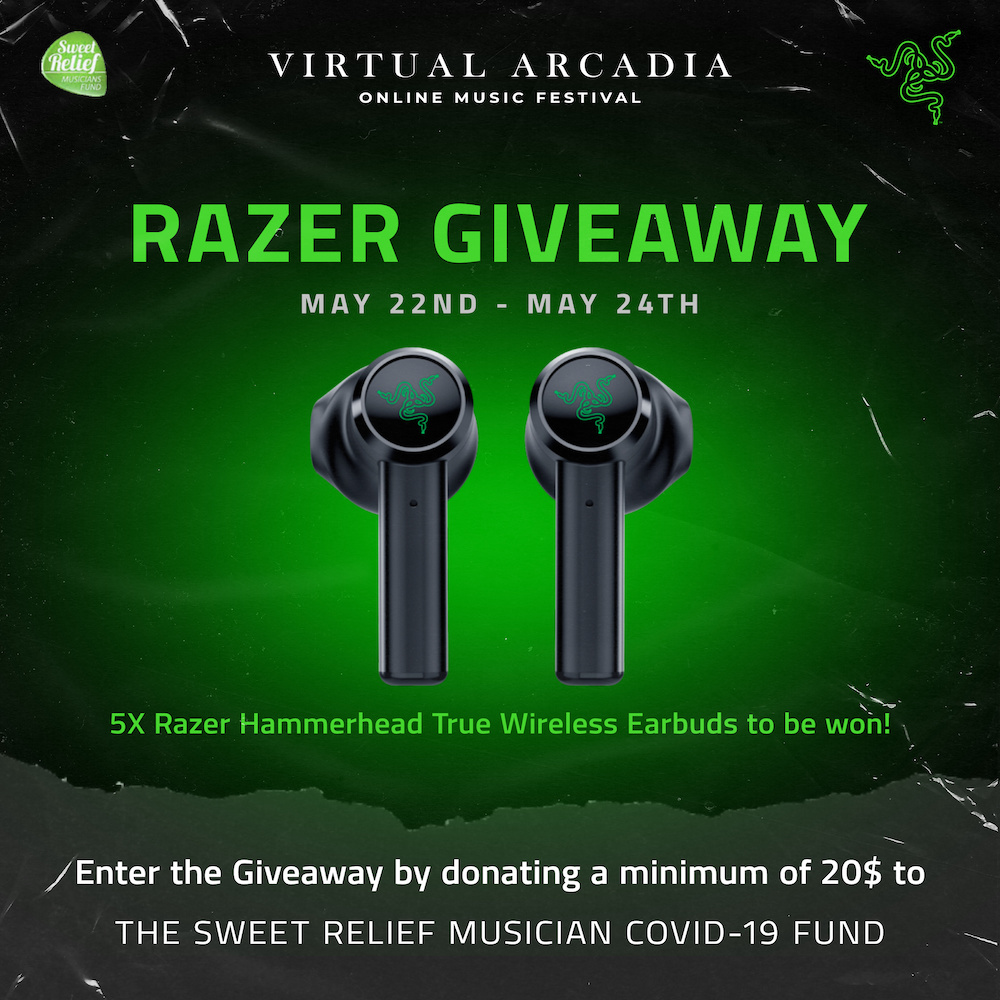 Sweet
Relief
MUSICIANS
FUND
VIRTUAL ARCADIA
ONLINE MUSIC FESTIVAL
RAZER GIVEAWAY
MAY 22ND - MAY 24TH
5X Razer Hammerhead True Wireless Earbuds to be won!
Enter the Giveaway by donating a minimum of 20$ to
THE SWEET RELIEF MUSICIAN COVID-19 FUND